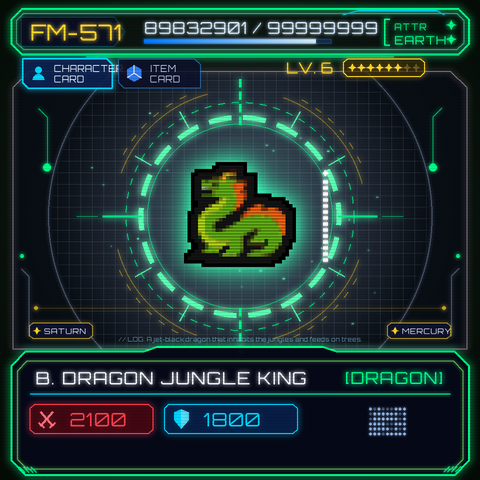 FM-571
89832901 / 99999999
ATTR
EARTH
CHARACTER
CARD
ITEM
CARD
LV. 6
SATURN
MERCURY
// LOG: A jet-black dragon that inhabits the jungles and feeds on trees.
B. DRAGON JUNGLE KING
[DRAGON]
2100
1800